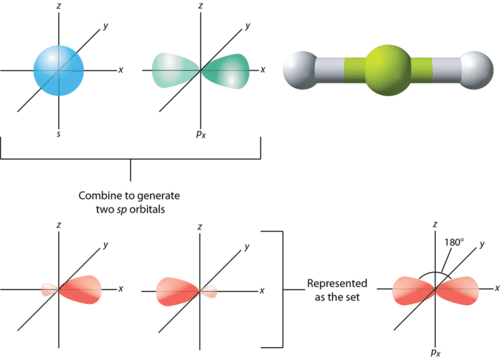 z
y
x
s
z
y
x
pₓ
Combine to generate
two sp orbitals
z
y
x
z
y
x
Represented
as the set
z
180°
y
x
pₓ